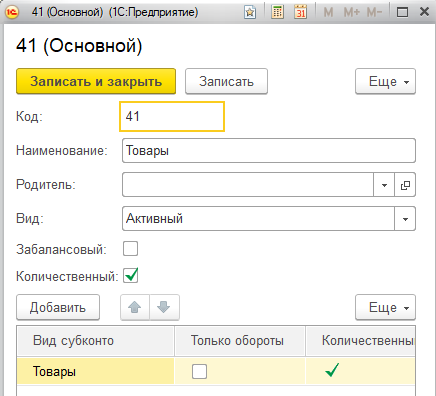 41 (Основной) (1С:Предприятие)
31 M M+ M-
41 (Основной)
Записать и закрыть Записать Еще
Код: 41
Наименование: Товары
Родитель:
Вид: Активный
Забалансовый:
Количественный:
Добавить Еще
Вид субконто Только обороты Количественны
Товары